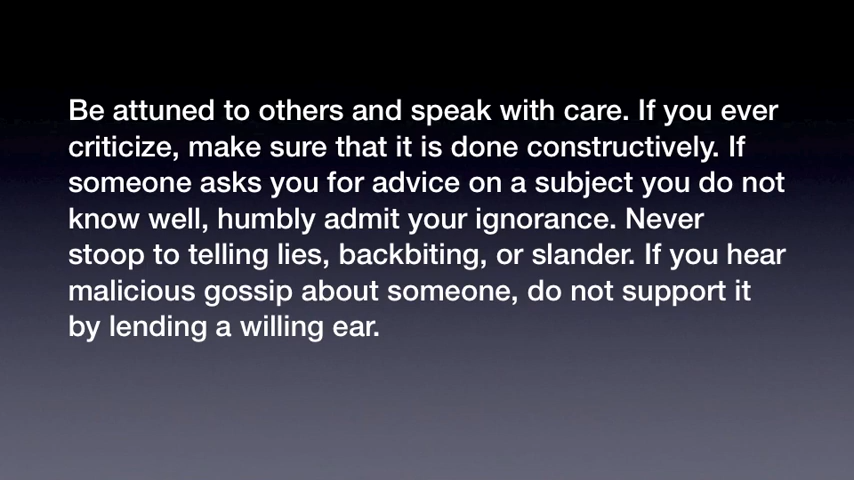 Be attuned to others and speak with care. If you ever
criticize, make sure that it is done constructively. If
someone asks you for advice on a subject you do not
know well, humbly admit your ignorance. Never
stoop to telling lies, backbiting, or slander. If you hear
malicious gossip about someone, do not support it
by lending a willing ear.